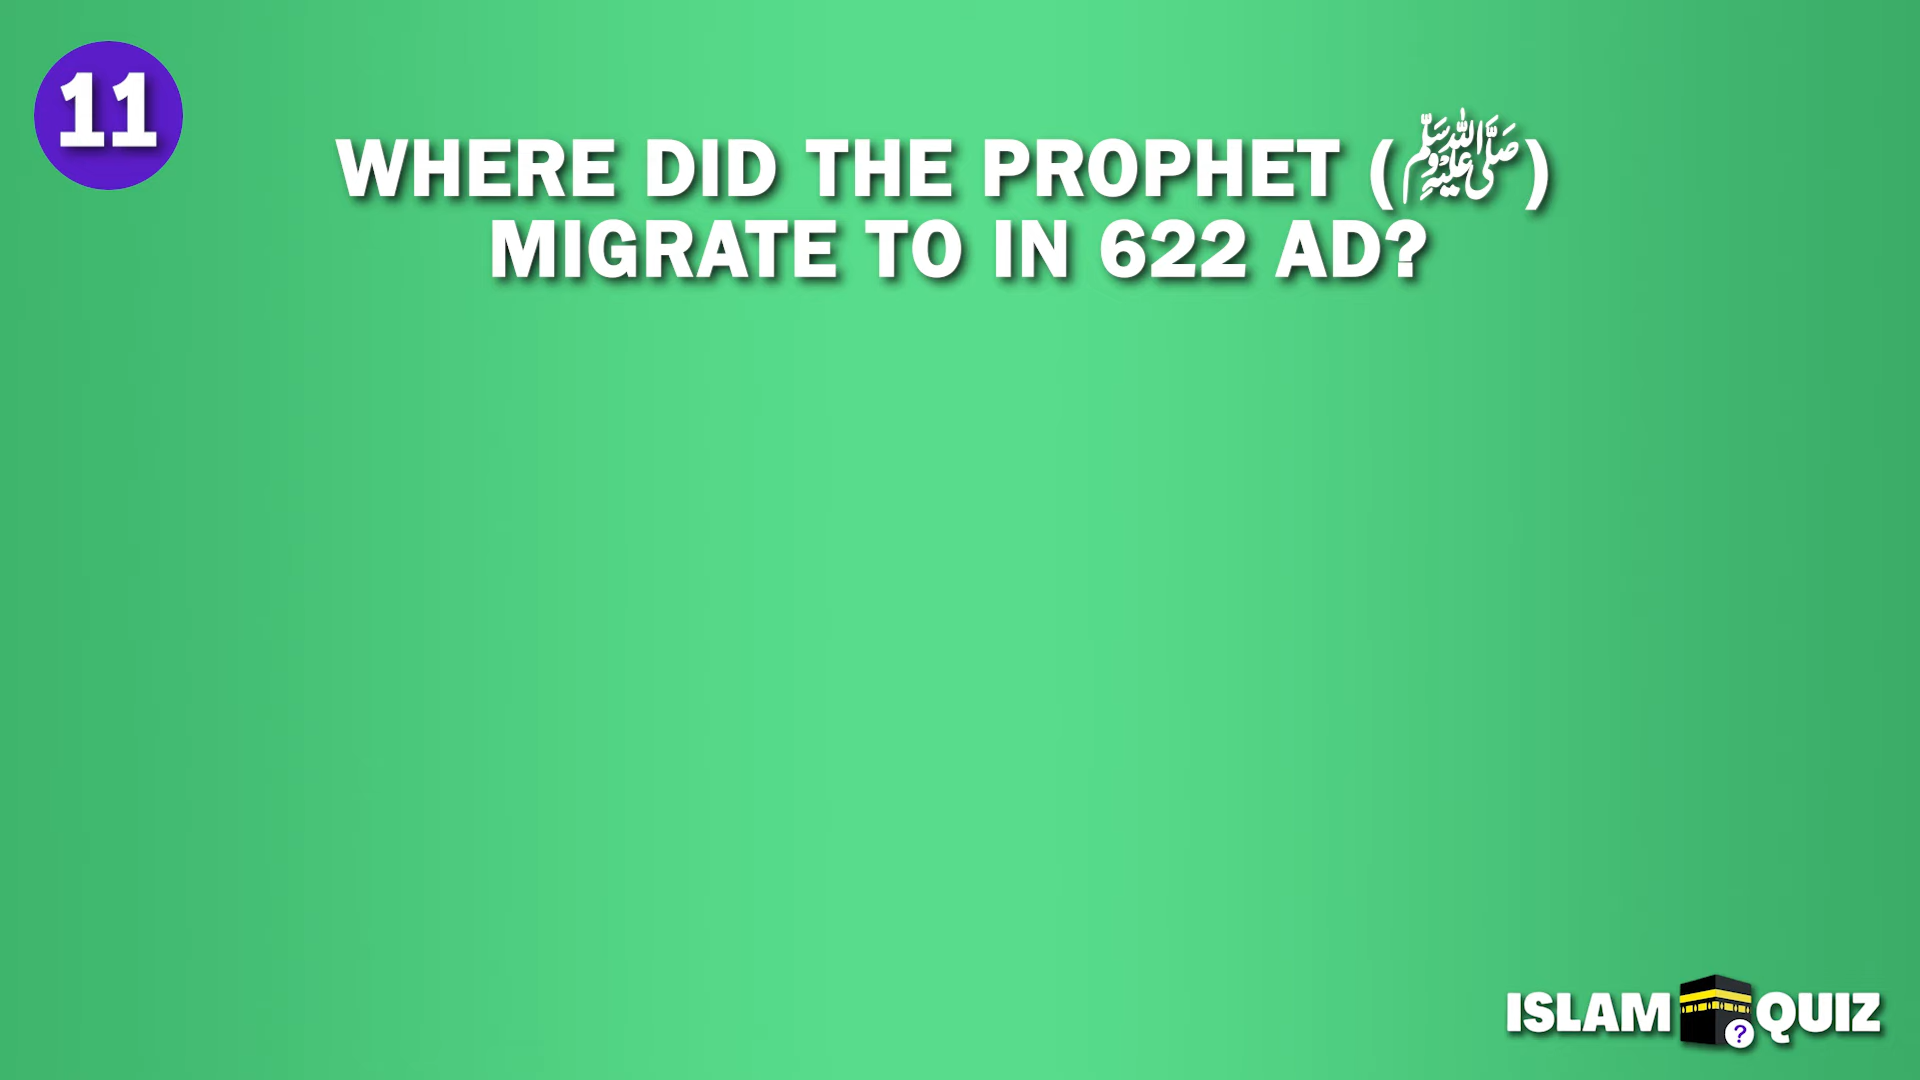 11
WHERE DID THE PROPHET (ﷺ)
MIGRATE TO IN 622 AD?
ISLAM ? QUIZ